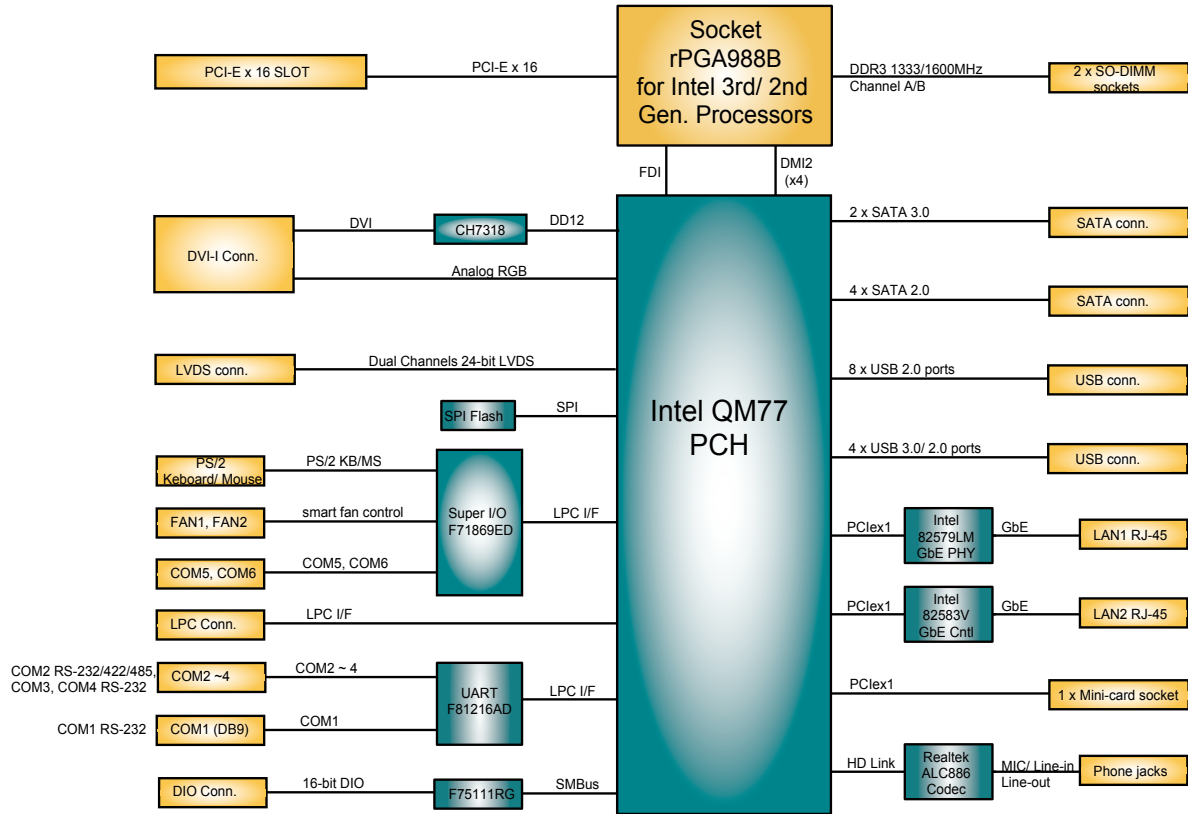 Socket
rPGA988B
for Intel 3rd/ 2nd
Gen. Processors
PCI-E x 16 SLOT
PCI-E x 16
DDR3 1333/1600MHz
Channel A/B
2 x SO-DIMM
sockets
FDI
DMI2
(x4)
DVI-I Conn.
DVI
CH7318
DD12
Analog RGB
LVDS conn.
Dual Channels 24-bit LVDS
SPI Flash
SPI
PS/2
Keboard/ Mouse
PS/2 KB/MS
FAN1, FAN2
smart fan control
COM5, COM6
COM5, COM6
Super I/O
F71869ED
LPC I/F
LPC Conn.
LPC I/F
COM2 RS-232/422/485,
COM3, COM4 RS-232
COM2 ~4
COM2 ~ 4
COM1 RS-232
COM1 (DB9)
COM1
UART
F81216AD
LPC I/F
DIO Conn.
16-bit DIO
F75111RG
SMBus
Intel QM77
PCH
2 x SATA 3.0
SATA conn.
4 x SATA 2.0
SATA conn.
8 x USB 2.0 ports
USB conn.
4 x USB 3.0/ 2.0 ports
USB conn.
PCIex1
Intel
82579LM
GbE PHY
GbE
LAN1 RJ-45
PCIex1
Intel
82583V
GbE Cntl
GbE
LAN2 RJ-45
PCIex1
1 x Mini-card socket
HD Link
Realtek
ALC886
Codec
MIC/ Line-in
Line-out
Phone jacks